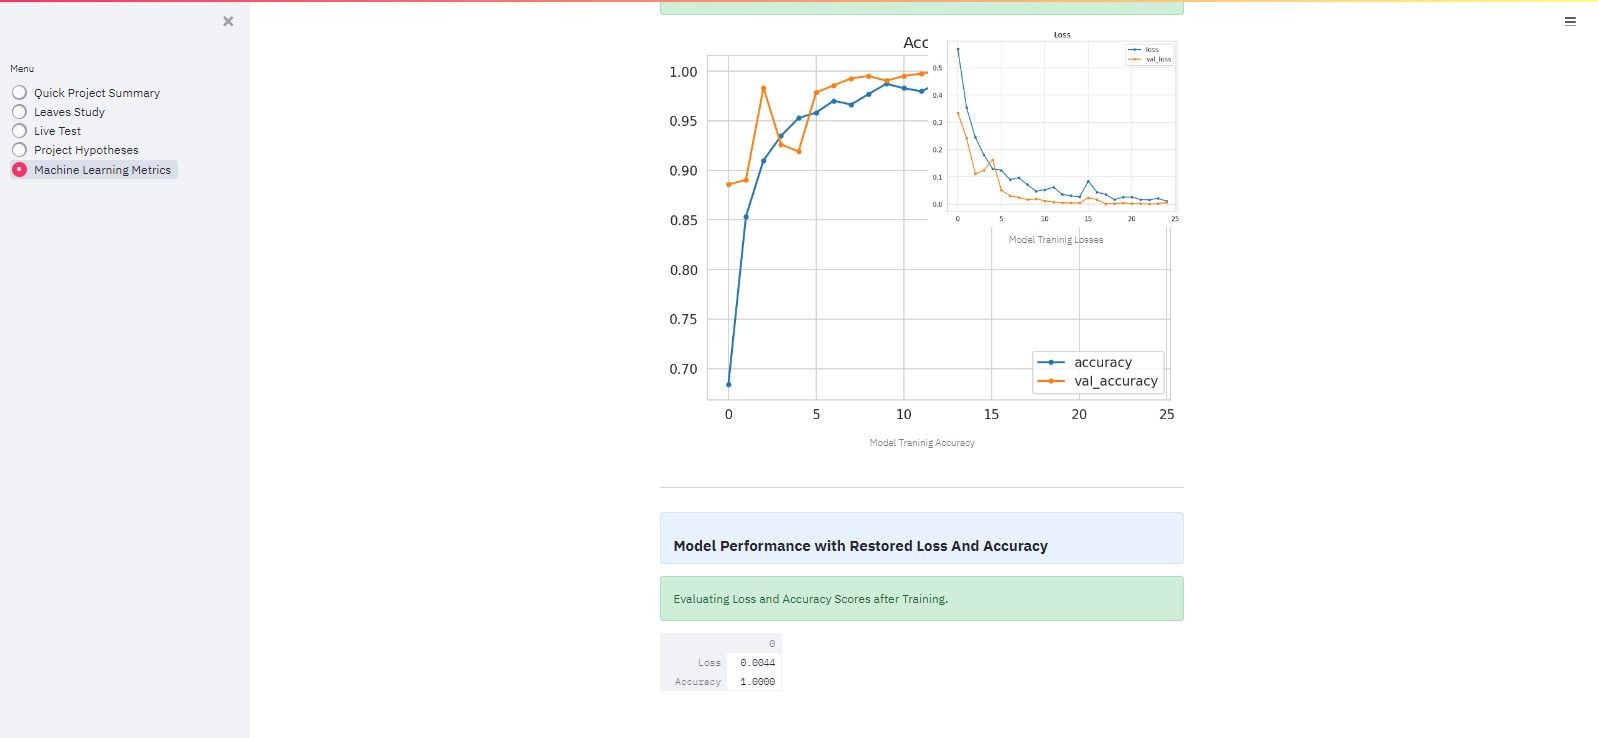 Menu
Quick Project Summary
Leaves Study
Live Test
Project Hypotheses
Machine Learning Metrics
Acc
1.00
0.95
0.90
0.85
0.80
0.75
0.70
0 5 10 15 20 25
accuracy
val_accuracy
Model Traninig Accuracy
Loss
loss
val_loss
0.5
0.4
0.3
0.2
0.1
0.0
0 5 10 15 20 25
Model Traninig Losses
Model Performance with Restored Loss And Accuracy
Evaluating Loss and Accuracy Scores after Training.
0
Loss 0.0044
Accuracy 1.0000